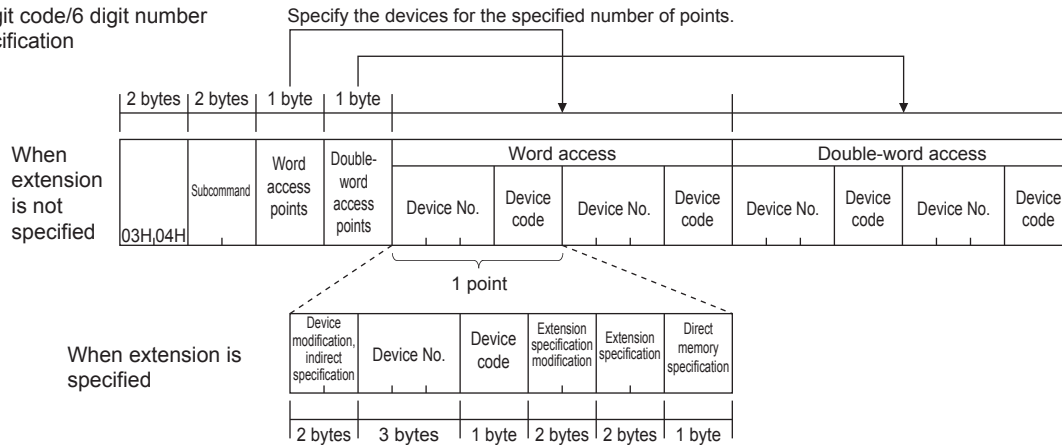 git code/6 digit number
cification
Specify the devices for the specified number of points.
2 bytes 2 bytes 1 byte 1 byte
When
extension
is not
specified
03H 04H
Subcommand
Word
access
points
Double-
word
access
points
Word access
Device No.
Device
code
Device No.
Device
code
Double-word access
Device No.
Device
code
Device No.
Device
code
1 point
When extension is
specified
Device
modification,
indirect
specification
Device No.
Device
code
Extension
specification
modification
Extension
specification
Direct
memory
specification
2 bytes 3 bytes 1 byte 2 bytes 2 bytes 1 byte